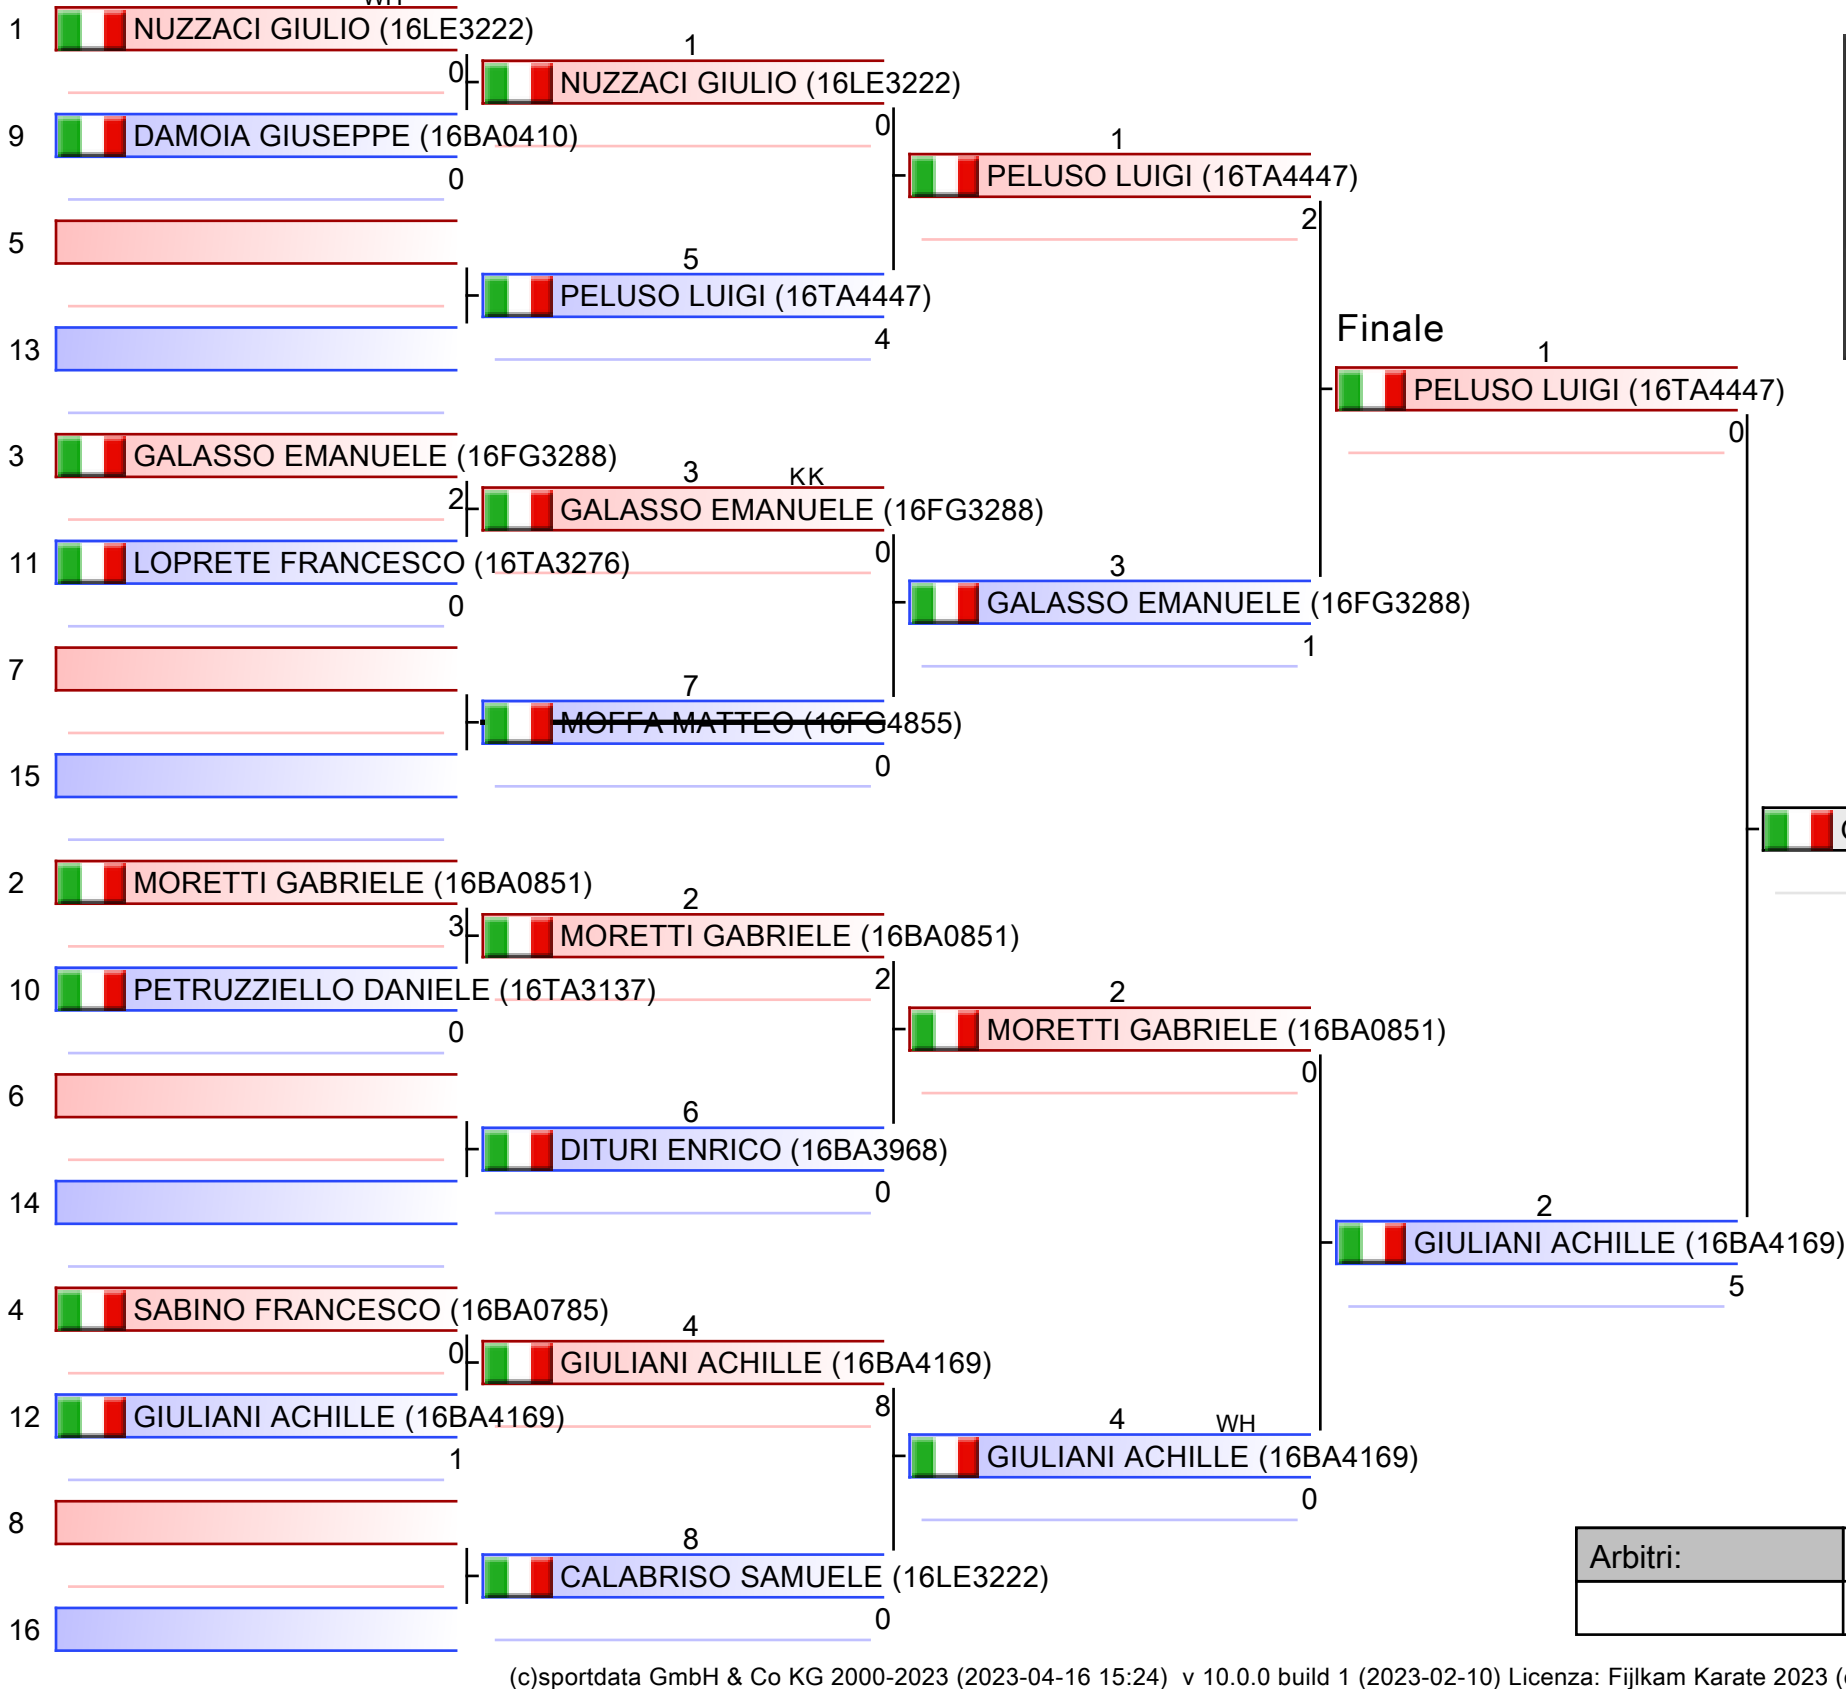 WH
1 NUZZACI GIULIO (16LE3222)
0
9 DAMOIA GIUSEPPE (16BA0410)
0
5
13
3 GALASSO EMANUELE (16FG3288)
2
11 LOPRETE FRANCESCO (16TA3276)
0
7
15
2 MORETTI GABRIELE (16BA0851)
3
10 PETRUZZIELLO DANIELE (16TA3137)
0
6
14
4 SABINO FRANCESCO (16BA0785)
0
12 GIULIANI ACHILLE (16BA4169)
1
8
16
1
NUZZACI GIULIO (16LE3222)
0
5
PELUSO LUIGI (16TA4447)
4
3 KK
GALASSO EMANUELE (16FG3288)
0
7
MOFFA MATTEO (16FG4855)
0
2
MORETTI GABRIELE (16BA0851)
2
6
DITURI ENRICO (16BA3968)
0
4
GIULIANI ACHILLE (16BA4169)
8
8
CALABRISO SAMUELE (16LE3222)
0
1
PELUSO LUIGI (16TA4447)
2
3
GALASSO EMANUELE (16FG3288)
1
2
MORETTI GABRIELE (16BA0851)
0
4 WH
GIULIANI ACHILLE (16BA4169)
0
Finale
1
PELUSO LUIGI (16TA4447)
0
2
GIULIANI ACHILLE (16BA4169)
5
Arbitri:
(c)sportdata GmbH & Co KG 2000-2023 (2023-04-16 15:24) v 10.0.0 build 1 (2023-02-10) Licenza: Fijlkam Karate 2023